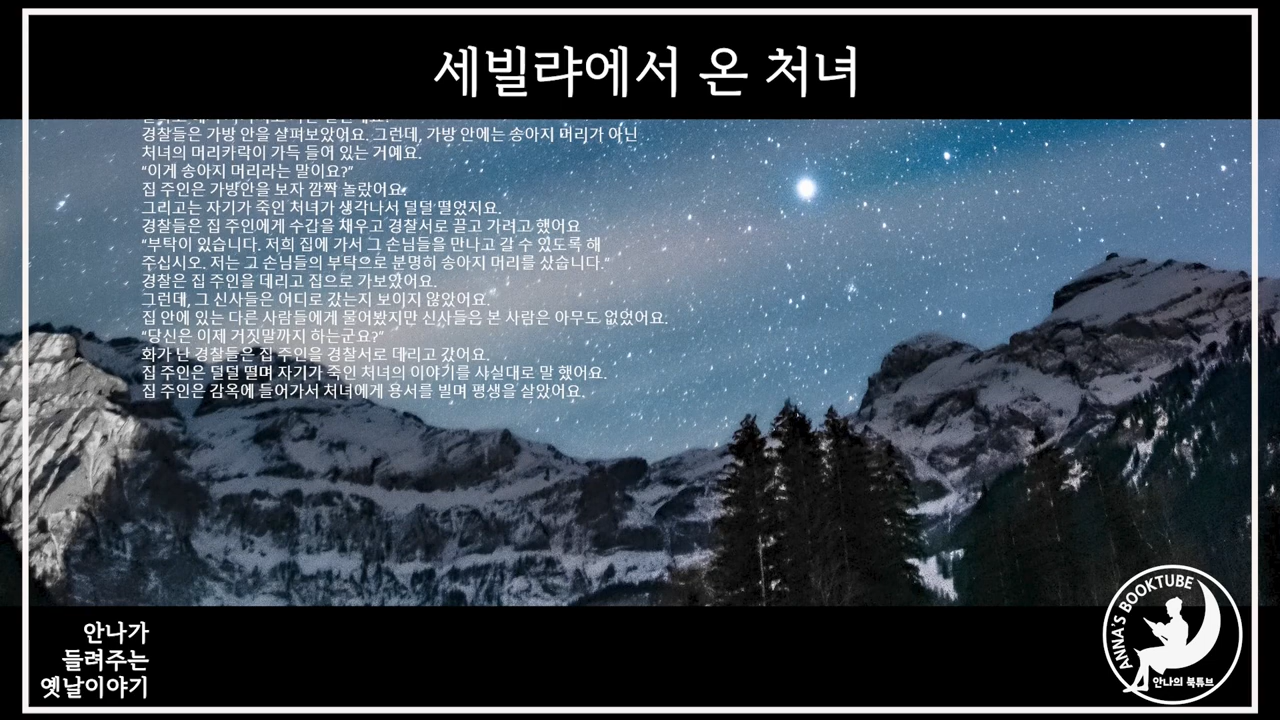 세빌랴에서 온 처녀
경찰들은 가방 안을 살펴보았어요. 그런데, 가방 안에는 송아지 머리가 아닌
처녀의 머리카락이 가득 들어 있는 거예요.
“이게 송아지 머리라는 말이요?”
집 주인은 가방안을 보자 깜짝 놀랐어요.
그리고는 자기가 죽인 처녀가 생각나서 덜덜 떨었지요.
경찰들은 집 주인에게 수갑을 채우고 경찰서로 끌고 가려고 했어요
“부탁이 있습니다. 저희 집에 가서 그 손님들을 만나고 갈 수 있도록 해
주십시오. 저는 그 손님들의 부탁으로 분명히 송아지 머리를 샀습니다.”
경찰은 집 주인을 데리고 집으로 가보았어요.
그런데, 그 신사들은 어디로 갔는지 보이지 않았어요.
집 안에 있는 다른 사람들에게 물어봤지만 신사들은 본 사람은 아무도 없었어요.
“당신은 이제 거짓말까지 하는군요?”
화가 난 경찰들은 집 주인을 경찰서로 데리고 갔어요.
집 주인은 덜덜 떨며 자기가 죽인 처녀의 이야기를 사실대로 말 했어요.
집 주인은 감옥에 들어가서 처녀에게 용서를 빌며 평생을 살았어요.
안나가
들려주는
옛날이야기
ANNA'S BOOKTUBE
안나의 북튜브